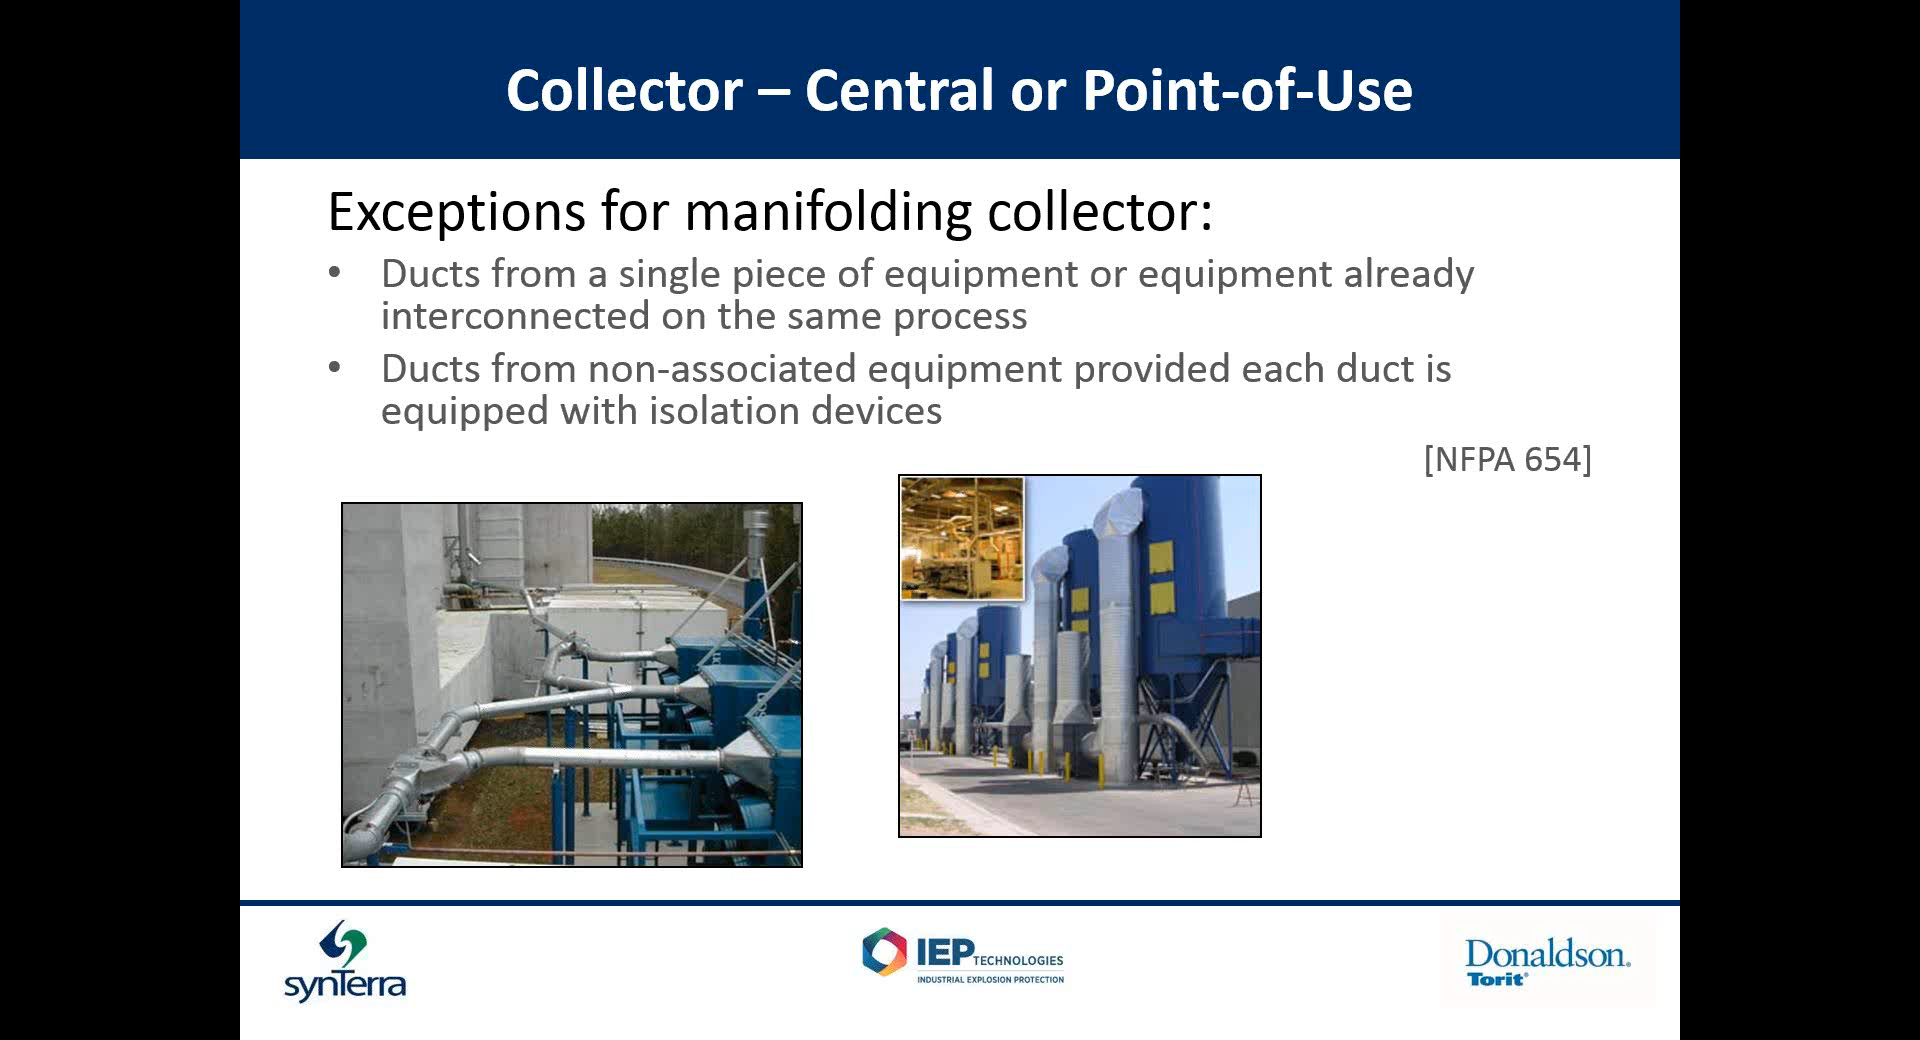 Collector – Central or Point-of-Use
Exceptions for manifolding collector:
• Ducts from a single piece of equipment or equipment already
interconnected on the same process
• Ducts from non-associated equipment provided each duct is
equipped with isolation devices
[NFPA 654]
synTerra
IEP TECHNOLOGIES
INDUSTRIAL EXPLOSION PROTECTION
Donaldson®
Torit®